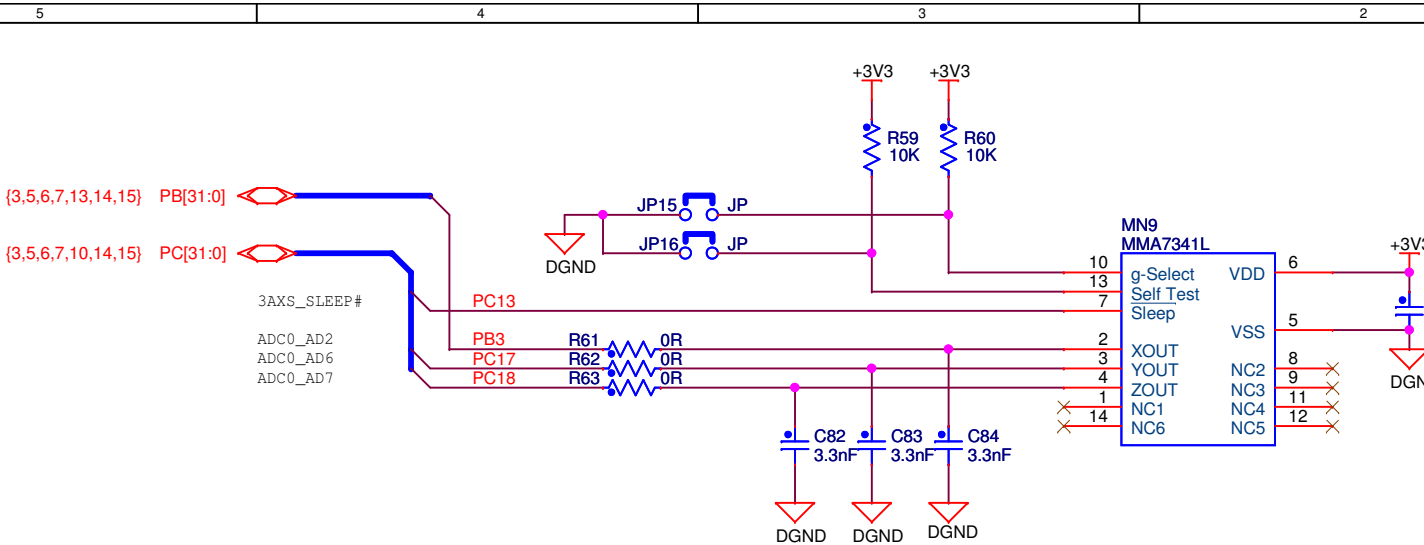 5 4 3 2
+3V3 +3V3
R59
10K
R60
10K
{3,5,6,7,13,14,15} PB[31:0]
JP15 JP
{3,5,6,7,10,14,15} PC[31:0]
JP16 JP
DGND
MN9
MMA7341L
+3V3
10 g-Select VDD 6
13 Self Test
7 Sleep
3AXS_SLEEP# PC13
VSS 5
ADC0_AD2 PB3 R61 0R 2 XOUT
ADC0_AD6 PC17 R62 0R 3 YOUT NC2 8
ADC0_AD7 PC18 R63 0R 4 ZOUT NC3 9
1 NC1 NC4 11
14 NC6 NC5 12
DGN
C82
3.3nF
C83
3.3nF
C84
3.3nF
DGND DGND DGND